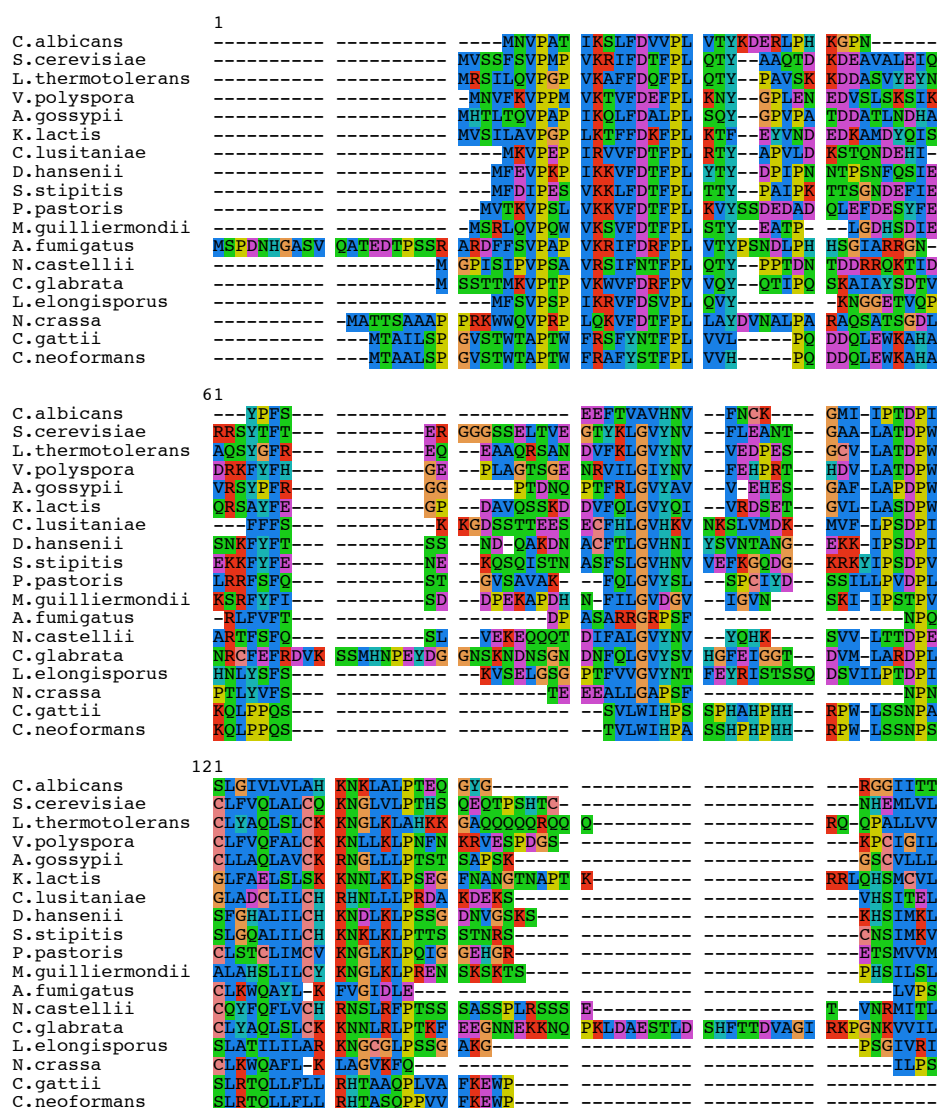 1
C.albicans ---------- ---------- ----MNVPAT IKSLFDVVPL VTYKDERLPH KGPN------
S.cerevisiae ---------- ---------- MVSSFSVPMP VKRIFDTFPL QTY--AAQTD KDEAVALEIQ
L.thermotolerans ---------- ---------- MRSILQVPGP VKAFFDQFPL QTY--PAVSK KDDASVYEYN
V.polyspora ---------- ---------- -MNVFKVPPM VKTVFDEFPL KNY--GPLEN EDVSLSKSIK
A.gossypii ---------- ---------- MHTLTQVPAP IKQLFDALPL SQY--GPVPA TDDATLNDHA
K.lactis ---------- ---------- MVSILAVPGP LKTFFDKFPL KTF--EYVND EDKAMDYQIS
C.lusitaniae ---------- ---------- ----MKVPEP IRVVFDTFPL RTY--APVLD KSTQNDEHI-
D.hansenii ---------- ---------- ---MFEVPKP IKKVFDTFPL YTY--DPIPN NTPSNFQSIE
S.stipitis ---------- ---------- ---MFDIPES VKKLFDTFPL TTY--PAIPK TTSGNDEFIE
P.pastoris ---------- ---------- --MVTKVPSL VKKVFDTFPL KVYSSDEDAD QLEFDESYFE
M.guilliermondii ---------- ---------- -MSRLQVPQW VKSVFDTFPL STY--EATP- --LGDHSDIE
A.fumigatus MSPDNHGASV QATEDTPSSR ARDFFSVPAP VKRIFDRFPL VTYPSNDLPH HSGIARRGN-
N.castellii ---------- ---------M GPISIPVPSA VRSIFNTFPL QTY--PPTDN TDDRRQKTID
C.glabrata ---------- ---------M SSTTMKVPTP VKWVFDRFPV QVY--QTIPQ SKAIAYSDTV
L.elongisporus ---------- ---------- ---MFSVPSP IKRVFDSVPL QVY------- -KNGGETVQP
N.crassa ---------- -MATTSAAAP PRKWWQVPRP LQKVFDTFPL LAYDVNALPA RAQSATSGDL
C.gattii ---------- ---MTAILSP GVSTWTAPTW FRSFYNTFPL VVL-----PQ DDQLEWKAHA
C.neoformans ---------- ---MTAALSP GVSTWTAPTW FRAFYSTFPL VVH-----PQ DDQLEWKAHA
61
C.albicans ---YPFS--- ---------- ---------- EEFTVAVHNV --FNCK---- GMI-IPTDPI
S.cerevisiae RRSYTFT--- --------ER GGGSSELTVE GTYKLGVYNV --FLEANT-- GAA-LATDPW
L.thermotolerans AQSYGFR--- --------EQ --EAAQRSAN DVFKLGVYNV --VEDPES-- GCV-LATDPW
V.polyspora DRKFYFH--- --------GE --PLAGTSGE NRVILGIYNV --FEHPRT-- HDV-LATDPW
A.gossypii VRSYPFR--- --------GG -----PTDNQ PTFRLGVYAV --V-EHES-- GAF-LAPDPW
K.lactis QRSAYFE--- --------GP --DAVQSSKD DVFQLGVYQI --VRDSET-- GVL-LASDPW
C.lusitaniae ---FFFS--- ---------K KKGDSSTTEES ECFHLGVHKV NKSLVMDK-- MVF-LPSDPI
D.hansenii SNKFYFT--- --------SS --ND-QAKDN ACFTLGVHNI YSVNTANG-- EKK-IPSDPI
S.stipitis EKKFYFE--- --------NE --KQSQISTN ASFSLGVHNV VEFKGQDG-- KRKYIPSDPV
P.pastoris LRRFSFQ--- --------ST --GVSAVAK- --FQLGVYSL --SPCIYD-- SSILLPVDPL
M.guilliermondii KSRFYFI--- --------SD --DPEKAPDH N-FILGVDGV --IGVN---- SKI-IPSTPV
A.fumigatus -RLFVFT--- ---------- ------DP ASARRGRPSF ---------- -------NPQ
N.castellii ARTFSFQ--- --------SL --VEKEQQQT DIFALGVYNV --YQHK---- SVV-LTTDPE
C.glabrata NRCFEFRDVK SSMHNPEYDG GNSKNDNSGN DNFQLGVYSV HGFEIGGT-- DVM-LARDPL
L.elongisporus HNLYSFS--- ---------- --KVSELGSG PTFVVGVYNT FEYRISTSSQ DSVILPTDPI
N.crassa PTLYVFS--- ---------- --------TE EEALLGAPSF ---------- -------NPN
C.gattii KQLPPQS--- ---------- ---------- --SVLWIHPS SPHAHPHH-- RPW-LSSNPA
C.neoformans KQLPPQS--- ---------- ---------- --TVLWIHPA SSHPHPHH-- RPW-LSSNPS
121
C.albicans SLGIVLVLAH KNKLALPTEQ GYG------- ---------- ---------- ---RGGIITT
S.cerevisiae CLFVQLALCQ KNGLVLPTHS QEQTPSHTC- ---------- ---------- ---NHEMLVL
L.thermotolerans CLYAQLSLCK KNGLKLAHKK GAQQQQQRQQ Q--------- ---------- RQ-QPALLVV
V.polyspora CLFVQFALCK KNLLKLPNFN KRVESPDGS- ---------- ---------- ---KPCIGIL
A.gossypii CLLAQLAVCK RNGLLLPTST SAPSK----- ---------- ---------- ---GSCVLLL
K.lactis GLFAELSLSK KNNLKLPSEG FNANGTNAPT K--------- ---------- RRLQHSMCVL
C.lusitaniae GLADCLILCH RHNLLLPRDA KDEKS----- ---------- ---------- ---VHSITEL
D.hansenii SFGHALILCH KNDLKLPSSG DNVGSKS--- ---------- ---------- ---KHSIMKL
S.stipitis SLGQALILCH KNKLKLPTTS STNRS----- ---------- ---------- ---CNSIMKV
P.pastoris CLSTCLIMCV KNGLKLPQIG GEHGR----- ---------- ---------- ---ETSMVVM
M.guilliermondii ALAHSLILCY KNGLKLPREN SKSKTS---- ---------- ---------- ---PHSILSL
A.fumigatus CLKWQAYL-K FVGIDLE--- ---------- ---------- ---------- ------LVPS
N.castellii CQYFQFLVCH RNSLRFPTSS SASSPLRSSS E--------- ---------- T--VNRMITL
C.glabrata CLYAQLSLCK KNNLRLPTKF EEGNNEKKNQ PKLDAESTLD SHFTTDVAGI RKPGNKVVIL
L.elongisporus SLATILILAR KNGCGLPSSG AKG------- ---------- ---------- ---PSGIVRI
N.crassa CLKWQAFL-K LAGVKFQ--- ---------- ---------- ---------- ------ILPS
C.gattii SLRTQLLFLL RHTAAQPLVA FKEWP----- ---------- ---------- ----------
C.neoformans SLRTQLLFLL RHTASQPPVV FKEWP----- ---------- ---------- ----------